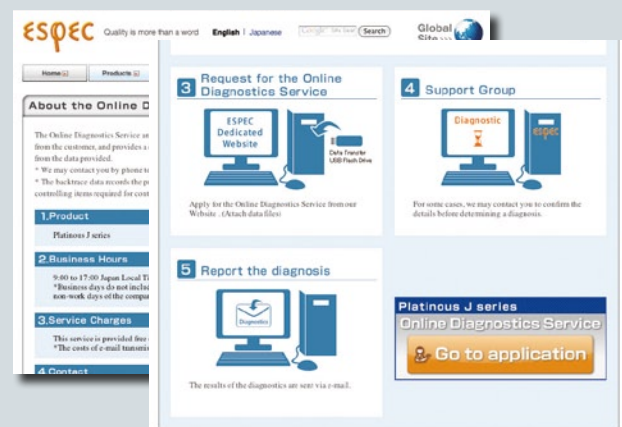 ESPEC Quality is more than a word English | Japanese Google Search Global
Site >>>
Home Products
About the Online D
The Online Diagnostics Service an
from the customer, and provides a
from the data provided.
* We may contact you by phone to
* The backtrace data records the p
controlling items required for cont
1.Product
Platinous J series
2.Business Hours
9:00 to 17:00 Japan Local Ti
*Business days do not includ
non-work days of the compan
3.Service Charges
This service is provided free
*The costs of e-mail transmis
4.Contact
3 Request for the Online
Diagnostics Service
ESPEC
Dedicated
Website
Data Transfer
USB Flash Drive
Apply for the Online Diagnostics Service from our
Website . (Attach data files)
4 Support Group
Diagnostic
espec
For some cases, we may contact you to confirm the
details before determining a diagnosis.
5 Report the diagnosis
Diagnostics
The results of the diagnostics are sent via e-mail.
Platinous J series
Online Diagnostics Service
Go to application